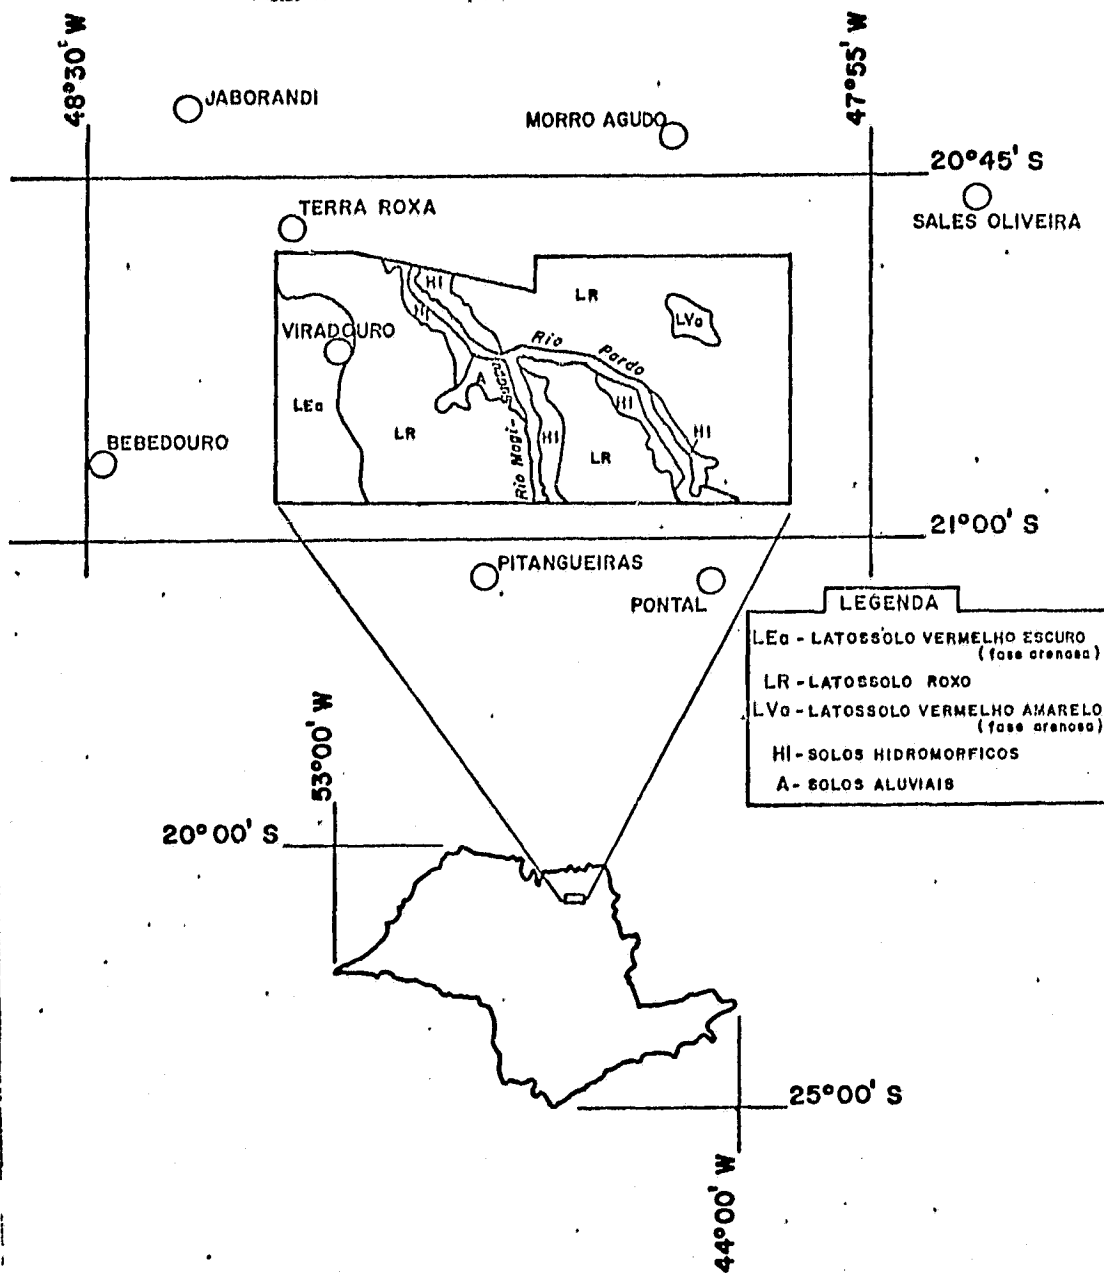 48°30' W
47°55' W
JABORANDI
MORRO AGUDO
20°45' S
SALES OLIVEIRA
TERRA ROXA
HI
LR
HI
LVa
VIRADOURO
Rio
Pardo
A
LEa
HI
LR
HI
HI
LR
BEBEDOURO
Rio Mogi-
21°00' S
PITANGUEIRAS
PONTAL
LEGENDA
LEa - LATOSSOLO VERMELHO ESCURO
(fase arenosa)
LR - LATOSSOLO ROXO
LVa - LATOSSOLO VERMELHO AMARELO
(fase arenosa)
HI - SOLOS HIDROMORFICOS
A - SOLOS ALUVIAIS
53°00' W
20°00' S
25°00' S
44°00' W